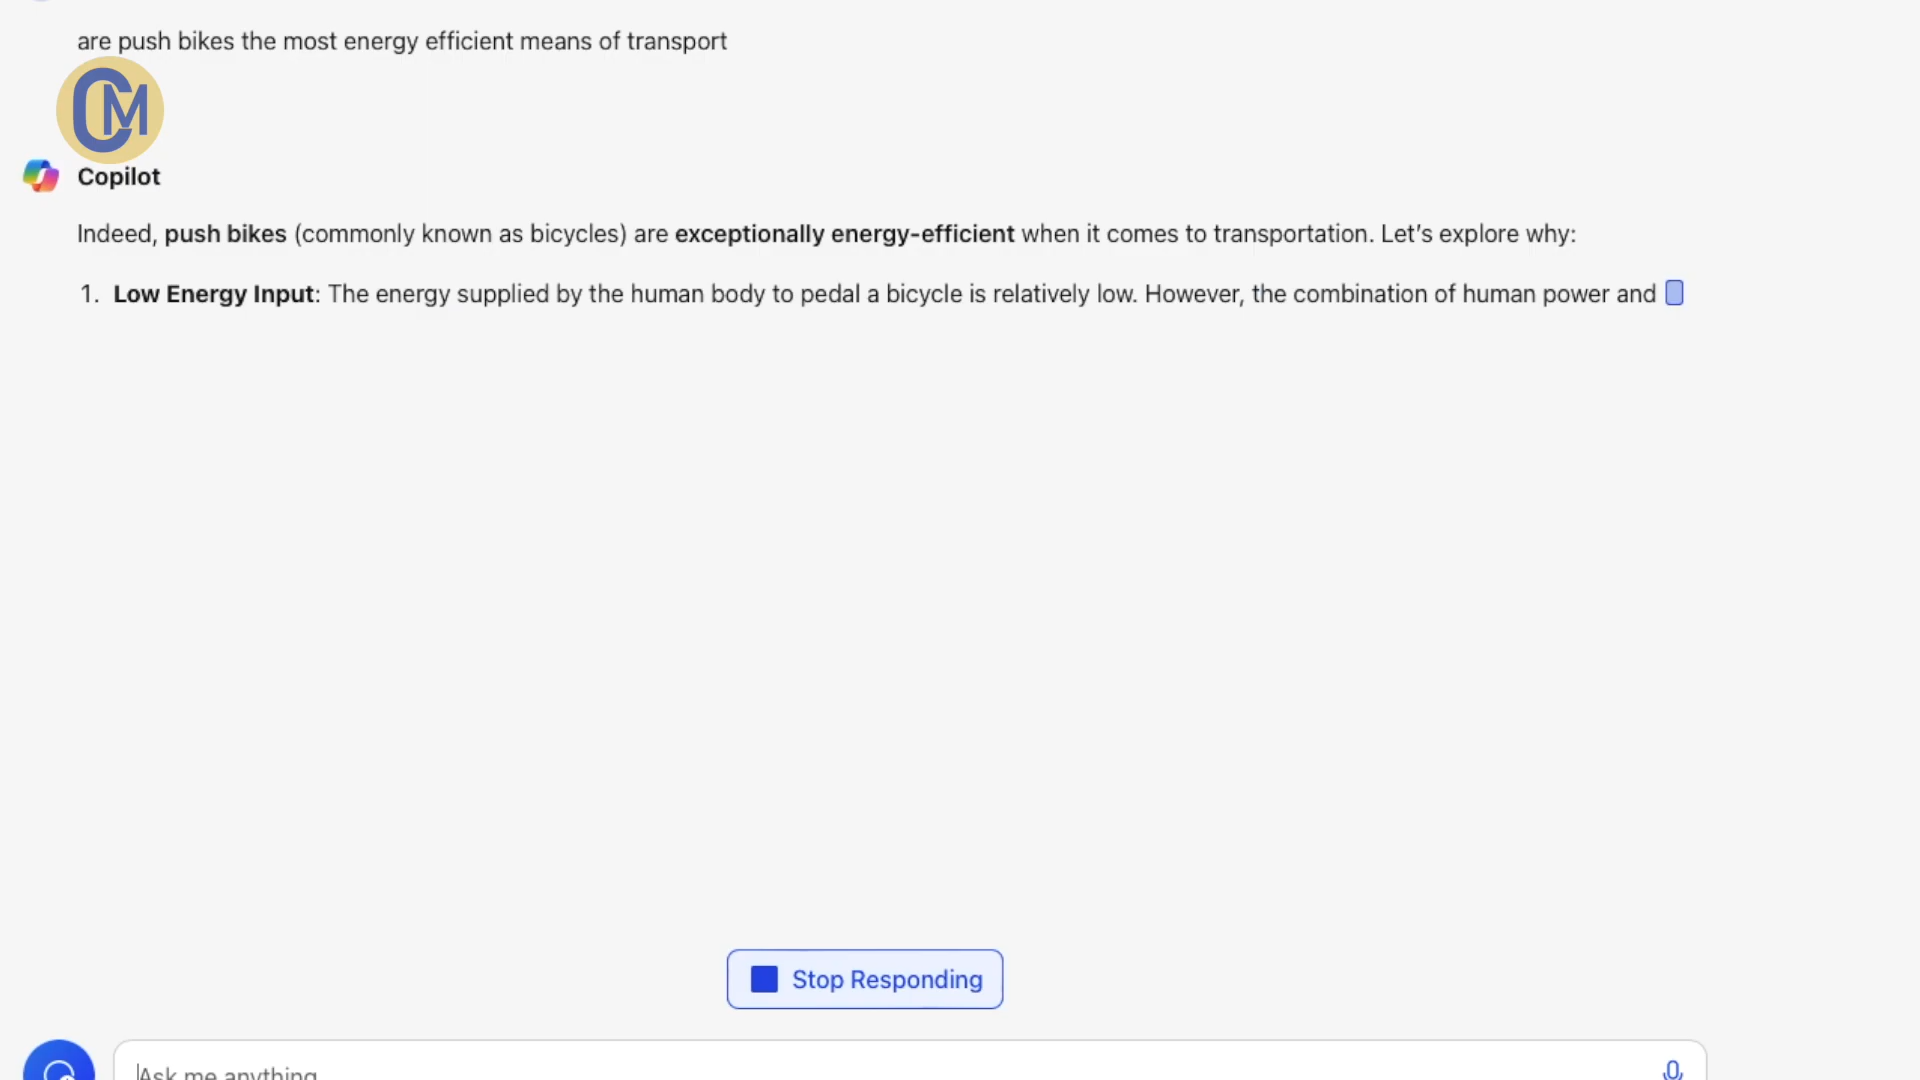 are push bikes the most energy efficient means of transport
CM
Copilot
Indeed, push bikes (commonly known as bicycles) are exceptionally energy-efficient when it comes to transportation. Let’s explore why:
1. Low Energy Input: The energy supplied by the human body to pedal a bicycle is relatively low. However, the combination of human power and
Stop Responding
Ask me anything